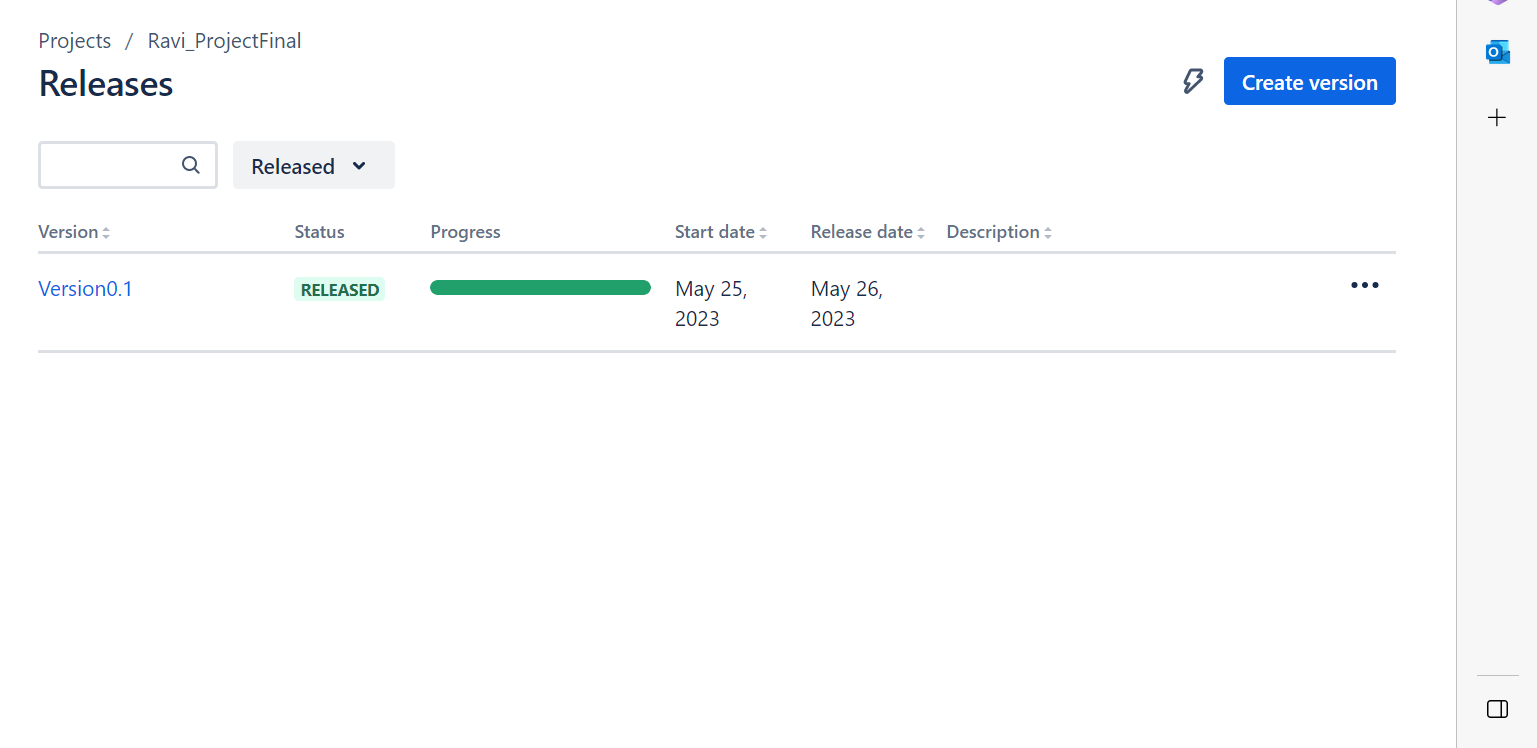 Projects / Ravi_ProjectFinal
Releases
Create version
Released
Version Status Progress Start date Release date Description
Version0.1 RELEASED May 25, 2023 May 26, 2023